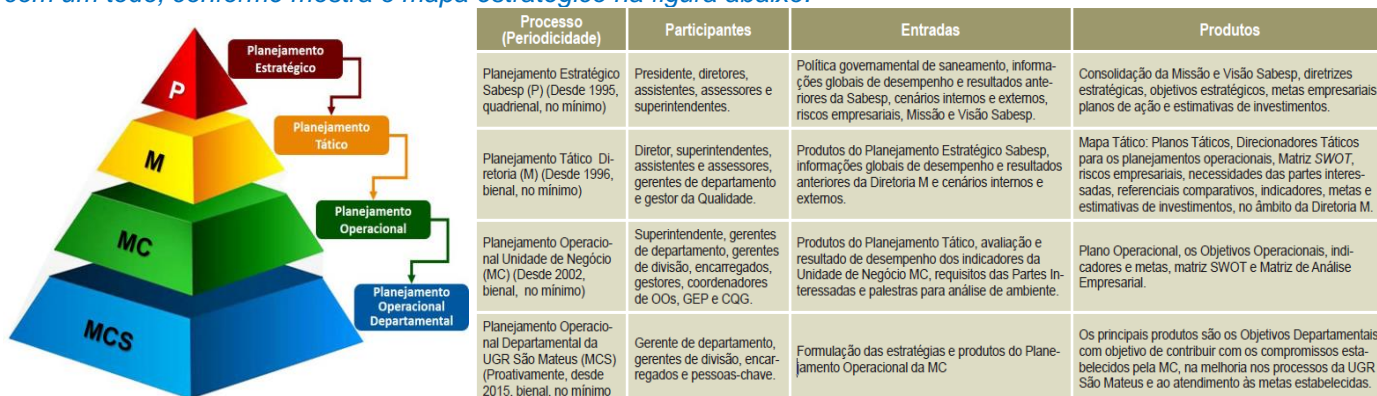 com um todo, conforme mostra o mapa estratégico na figura abaixo:
P
M
MC
MCS
Planejamento
Estratégico
Planejamento
Tático
Planejamento
Operacional
Planejamento
Operacional
Departamental
Processo
(Periodicidade)
Participantes
Entradas
Produtos
Planejamento Estratégico
Sabesp (P) (Desde 1995,
quadrienal, no mínimo)
Presidente, diretores,
assistentes, assessores e
superintendentes.
Política governamental de saneamento, informa-
ções globais de desempenho e resultados ante-
riores da Sabesp, cenários internos e externos,
riscos empresariais, Missão e Visão Sabesp.
Consolidação da Missão e Visão Sabesp, diretrizes
estratégicas, objetivos estratégicos, metas empresariais
planos de ação e estimativas de investimentos.
Planejamento Tático Di-
retoria (M) (Desde 1996,
bienal, no mínimo)
Diretor, superintendentes,
assistentes e assessores,
gerentes de departamento
e gestor da Qualidade.
Produtos do Planejamento Estratégico Sabesp,
informações globais de desempenho e resultados
anteriores da Diretoria M e cenários internos e
externos.
Mapa Tático: Planos Táticos, Direcionadores Táticos
para os planejamentos operacionais, Matriz SWOT,
riscos empresariais, necessidades das partes interes-
sadas, referenciais comparativos, indicadores, metas e
estimativas de investimentos, no âmbito da Diretoria M.
Planejamento Operacio-
nal Unidade de Negócio
(MC) (Desde 2002,
bienal, no mínimo)
Superintendente, gerentes
de departamento, gerentes
de divisão, encarregados,
gestores, coordenadores
de OOs, GEP e CQG.
Produtos do Planejamento Tático, avaliação e
resultado de desempenho dos indicadores da
Unidade de Negócio MC, requisitos das Partes In-
teressadas e palestras para análise de ambiente.
Plano Operacional, os Objetivos Operacionais, indi-
cadores e metas, matriz SWOT e Matriz de Análise
Empresarial.
Planejamento Operacio-
nal Departamental da
UGR São Mateus (MCS)
(Proativamente, desde
2015, bienal, no mínimo
Gerente de departamento,
gerentes de divisão, encar-
regados e pessoas-chave.
Formulação das estratégias e produtos do Plane-
jamento Operacional da MC
Os principais produtos são os Objetivos Departamentais
com objetivo de contribuir com os compromissos esta-
belecidos pela MC, na melhoria nos processos da UGR
São Mateus e ao atendimento às metas estabelecidas.